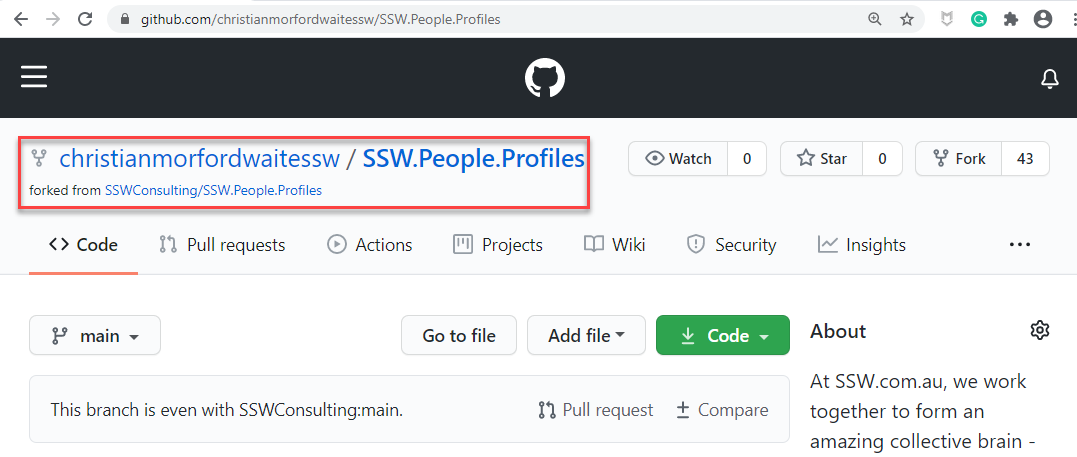 github.com/christianmorfordwaitessw/SSW.People.Profiles
christianmorfordwaitessw / SSW.People.Profiles
forked from SSWConsulting/SSW.People.Profiles
Watch 0 Star 0 Fork 43
Code Pull requests Actions Projects Wiki Security Insights ...
main Go to file Add file Code
This branch is even with SSWConsulting:main. Pull request Compare
About
At SSW.com.au, we work
together to form an
amazing collective brain -